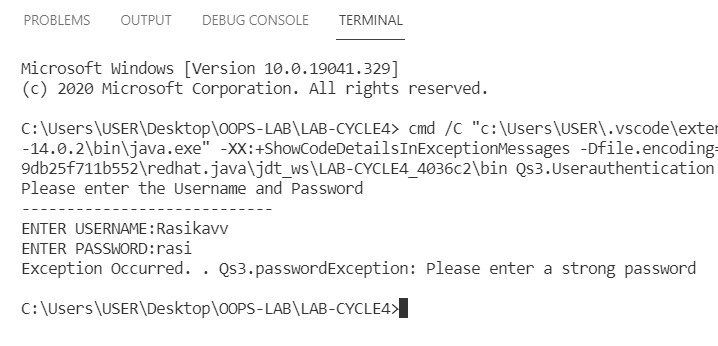 PROBLEMS OUTPUT DEBUG CONSOLE TERMINAL
Microsoft Windows [Version 10.0.19041.329]
(c) 2020 Microsoft Corporation. All rights reserved.
C:\Users\USER\Desktop\OOPS-LAB\LAB-CYCLE4> cmd /C "c:\Users\USER\.vscode\exten
-14.0.2\bin\java.exe" -XX:+ShowCodeDetailsInExceptionMessages -Dfile.encoding=
9db25f711b552\redhat.java\jdt_ws\LAB-CYCLE4_4036c2\bin Qs3.Userauthentication
Please enter the Username and Password
----------------------------
ENTER USERNAME:Rasikavv
ENTER PASSWORD:rasi
Exception Occurred. . Qs3.passwordException: Please enter a strong password
C:\Users\USER\Desktop\OOPS-LAB\LAB-CYCLE4>